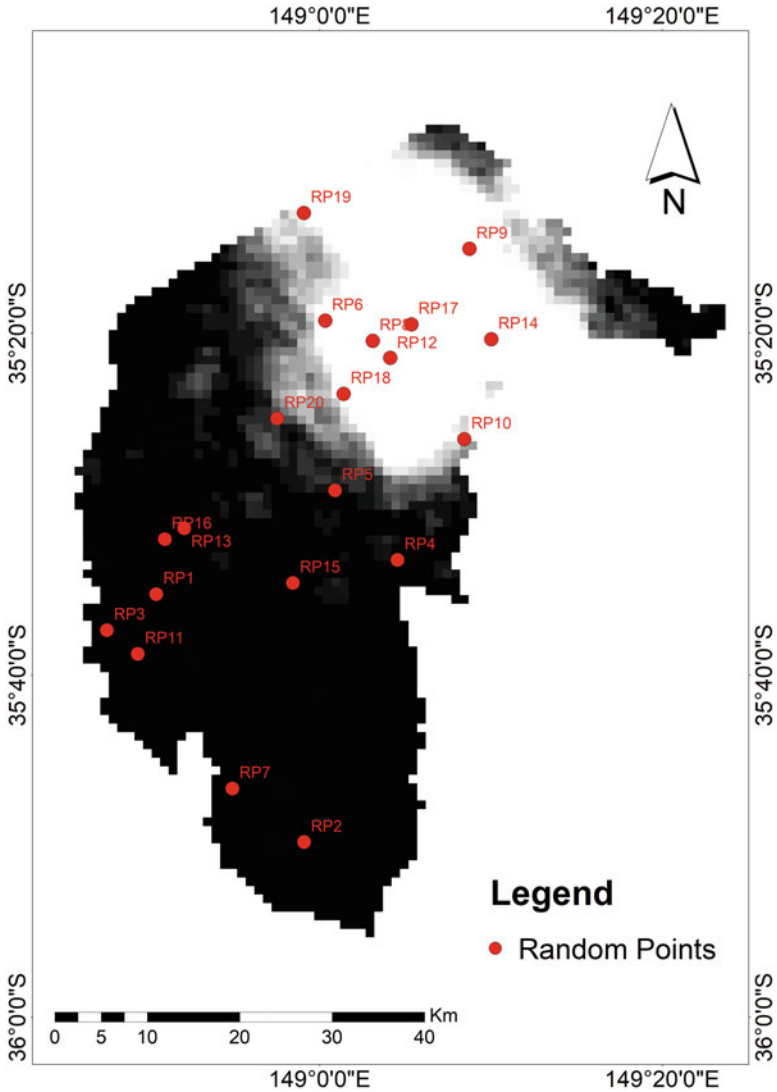 149°0'0"E 149°20'0"E
N
RP19
RP9
RP6 RP17
35°20'0"S RP8 RP14 35°20'0"S
RP12
RP18
RP20
RP10
RP5
RP16
RP13 RP4
RP15
RP1
RP3
RP11
35°40'0"S 35°40'0"S
RP7
RP2
Legend
Random Points
36°0'0"S 36°0'0"S
Km
0 5 10 20 30 40
149°0'0"E 149°20'0"E